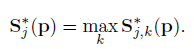 S*_j(p) = max_k S*_{j,k}(p).